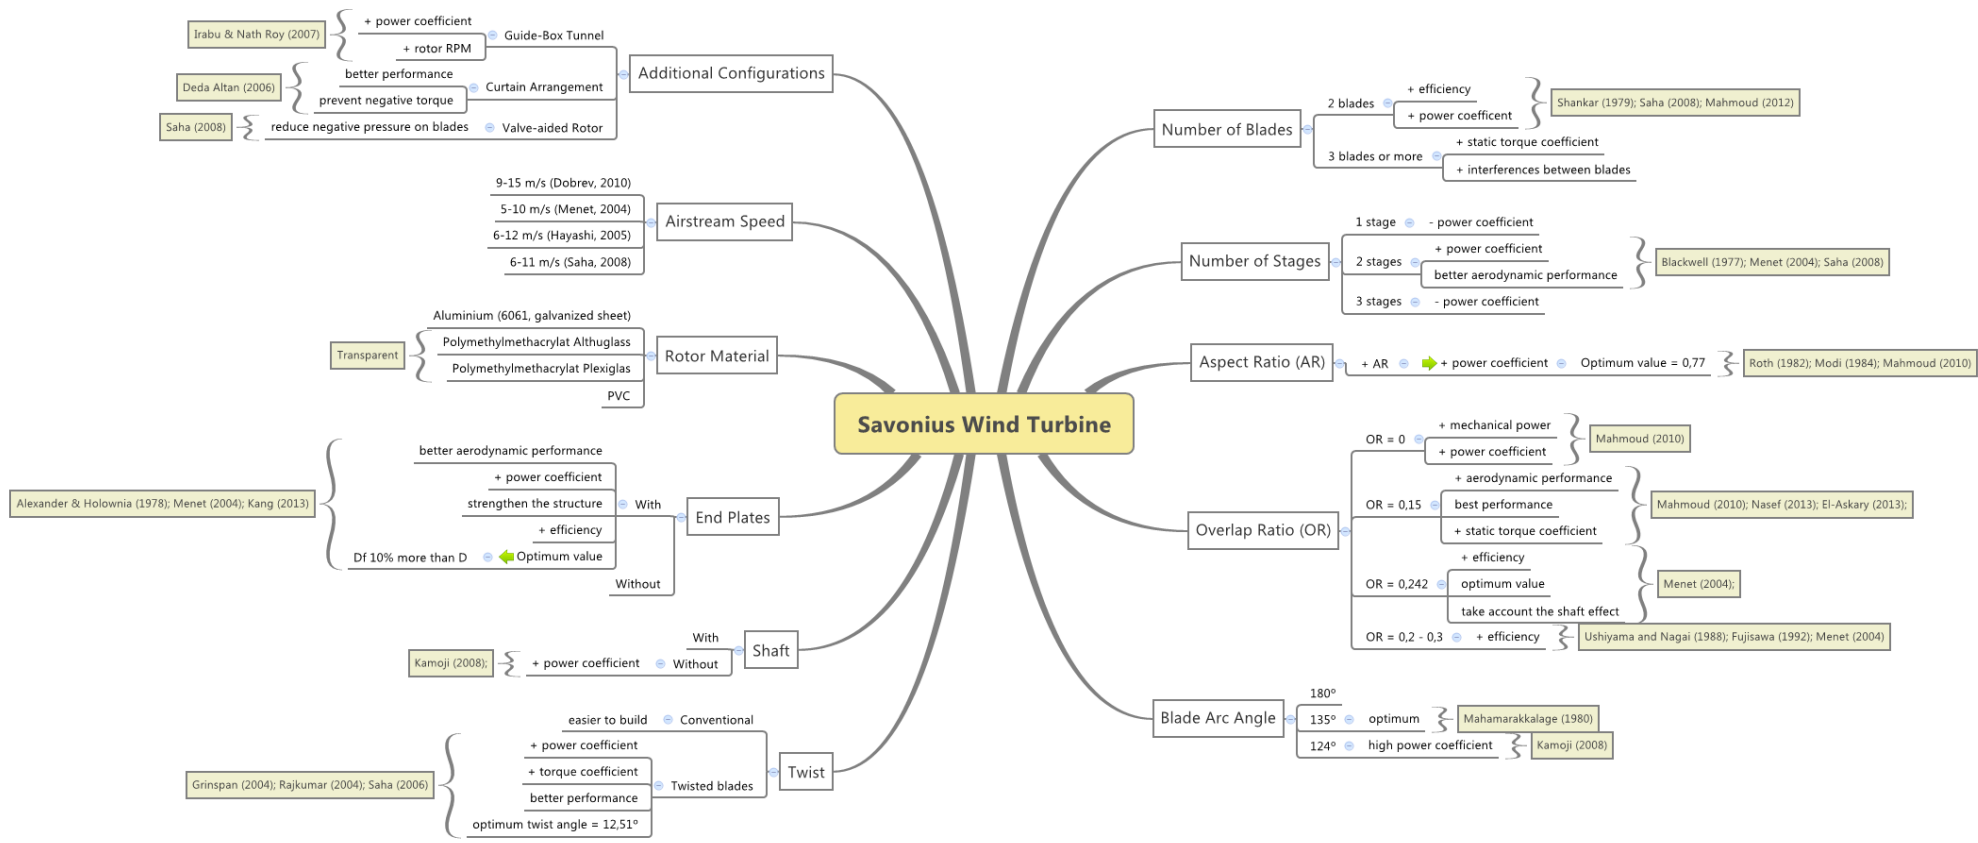 Savonius Wind Turbine
Additional Configurations
Guide-Box Tunnel
+ power coefficient
+ rotor RPM
Irabu & Nath Roy (2007)
Curtain Arrangement
better performance
prevent negative torque
Deda Altan (2006)
Valve-aided Rotor
reduce negative pressure on blades
Saha (2008)
Airstream Speed
9-15 m/s (Dobrev, 2010)
5-10 m/s (Menet, 2004)
6-12 m/s (Hayashi, 2005)
6-11 m/s (Saha, 2008)
Rotor Material
Aluminium (6061, galvanized sheet)
Polymethylmethacrylat Althuglass
Polymethylmethacrylat Plexiglas
Transparent
PVC
End Plates
With
better aerodynamic performance
+ power coefficient
strengthen the structure
+ efficiency
Optimum value
Df 10% more than D
Alexander & Holownia (1978); Menet (2004); Kang (2013)
Without
Shaft
With
Without
+ power coefficient
Kamoji (2008);
Twist
Conventional
easier to build
Twisted blades
+ power coefficient
+ torque coefficient
better performance
optimum twist angle = 12,51º
Grinspan (2004); Rajkumar (2004); Saha (2006)
Number of Blades
2 blades
+ efficiency
+ power coefficent
Shankar (1979); Saha (2008); Mahmoud (2012)
3 blades or more
+ static torque coefficient
+ interferences between blades
Number of Stages
1 stage
- power coefficient
2 stages
+ power coefficient
better aerodynamic performance
Blackwell (1977); Menet (2004); Saha (2008)
3 stages
- power coefficient
Aspect Ratio (AR)
+ AR
+ power coefficient
Optimum value = 0,77
Roth (1982); Modi (1984); Mahmoud (2010)
Overlap Ratio (OR)
OR = 0
+ mechanical power
+ power coefficient
Mahmoud (2010)
OR = 0,15
+ aerodynamic performance
best performance
+ static torque coefficient
Mahmoud (2010); Nasef (2013); El-Askary (2013);
OR = 0,242
+ efficiency
optimum value
take account the shaft effect
Menet (2004);
OR = 0,2 - 0,3
+ efficiency
Ushiyama and Nagai (1988); Fujisawa (1992); Menet (2004)
Blade Arc Angle
180º
135º
optimum
Mahamarakkalage (1980)
124º
high power coefficient
Kamoji (2008)